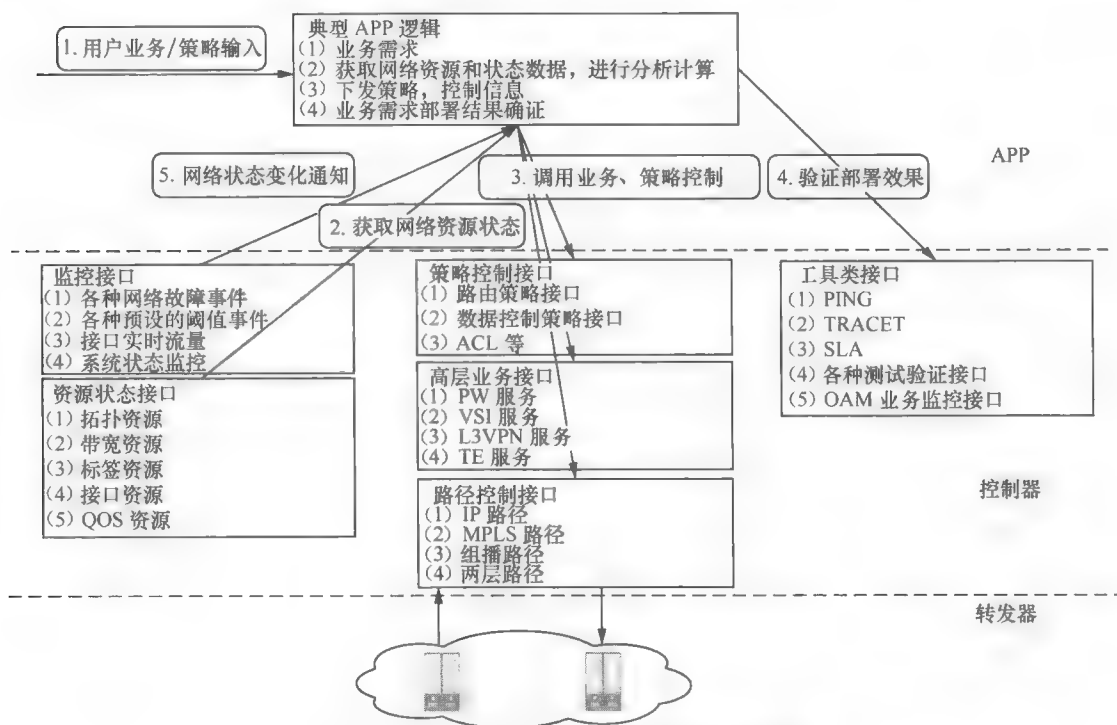 1. 用户业务/策略输入
典型 APP 逻辑
(1) 业务需求
(2) 获取网络资源和状态数据，进行分析计算
(3) 下发策略，控制信息
(4) 业务需求部署结果确证
5. 网络状态变化通知
3. 调用业务、策略控制
4. 验证部署效果
APP
2. 获取网络资源状态
监控接口
(1) 各种网络故障事件
(2) 各种预设的阈值事件
(3) 接口实时流量
(4) 系统状态监控
资源状态接口
(1) 拓扑资源
(2) 带宽资源
(3) 标签资源
(4) 接口资源
(5) QOS 资源
策略控制接口
(1) 路由策略接口
(2) 数据控制策略接口
(3) ACL 等
高层业务接口
(1) PW 服务
(2) VSI 服务
(3) L3VPN 服务
(4) TE 服务
路径控制接口
(1) IP 路径
(2) MPLS 路径
(3) 组播路径
(4) 两层路径
工具类接口
(1) PING
(2) TRACET
(3) SLA
(4) 各种测试验证接口
(5) OAM 业务监控接口
控制器
转发器